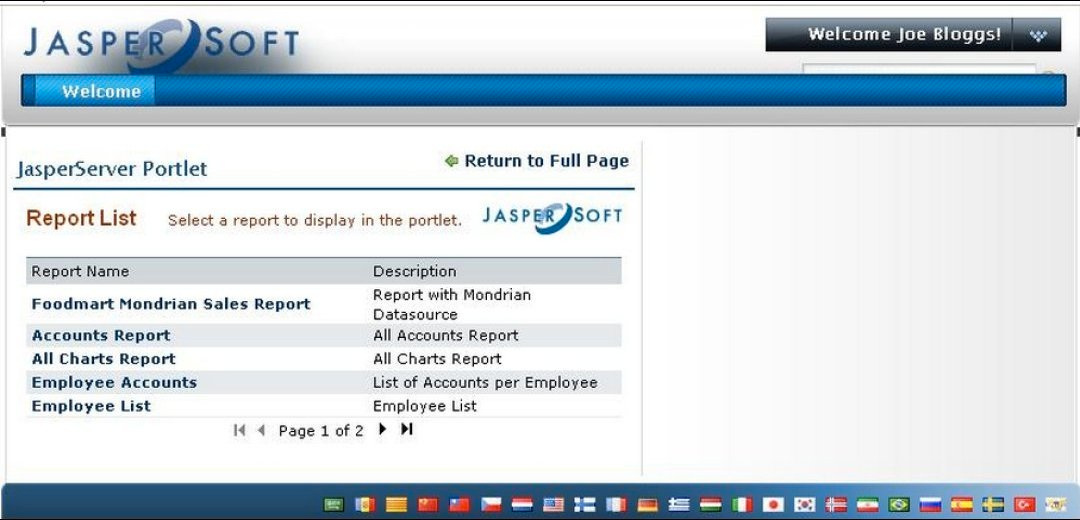 JASPERSOFT
Welcome Joe Bloggs!
Welcome
JasperServer Portlet
Return to Full Page
Report List
Select a report to display in the portlet.
JASPERSOFT
Report Name Description
Foodmart Mondrian Sales Report Report with Mondrian
Datasource
Accounts Report All Accounts Report
All Charts Report All Charts Report
Employee Accounts List of Accounts per Employee
Employee List Employee List
Page 1 of 2